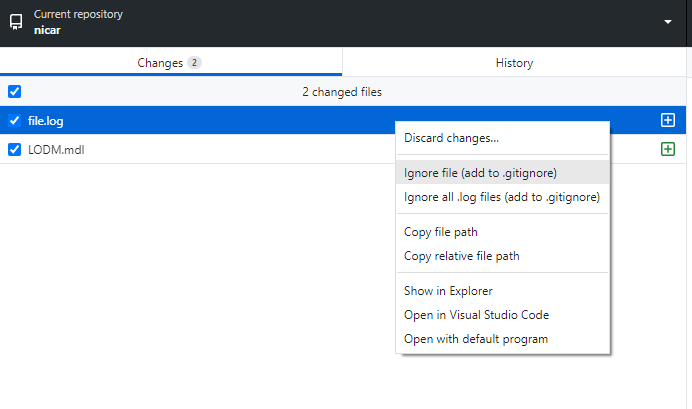 Current repository
nicar
Changes 2
History
2 changed files
file.log
LODM.mdl
Discard changes...
Ignore file (add to .gitignore)
Ignore all .log files (add to .gitignore)
Copy file path
Copy relative file path
Show in Explorer
Open in Visual Studio Code
Open with default program